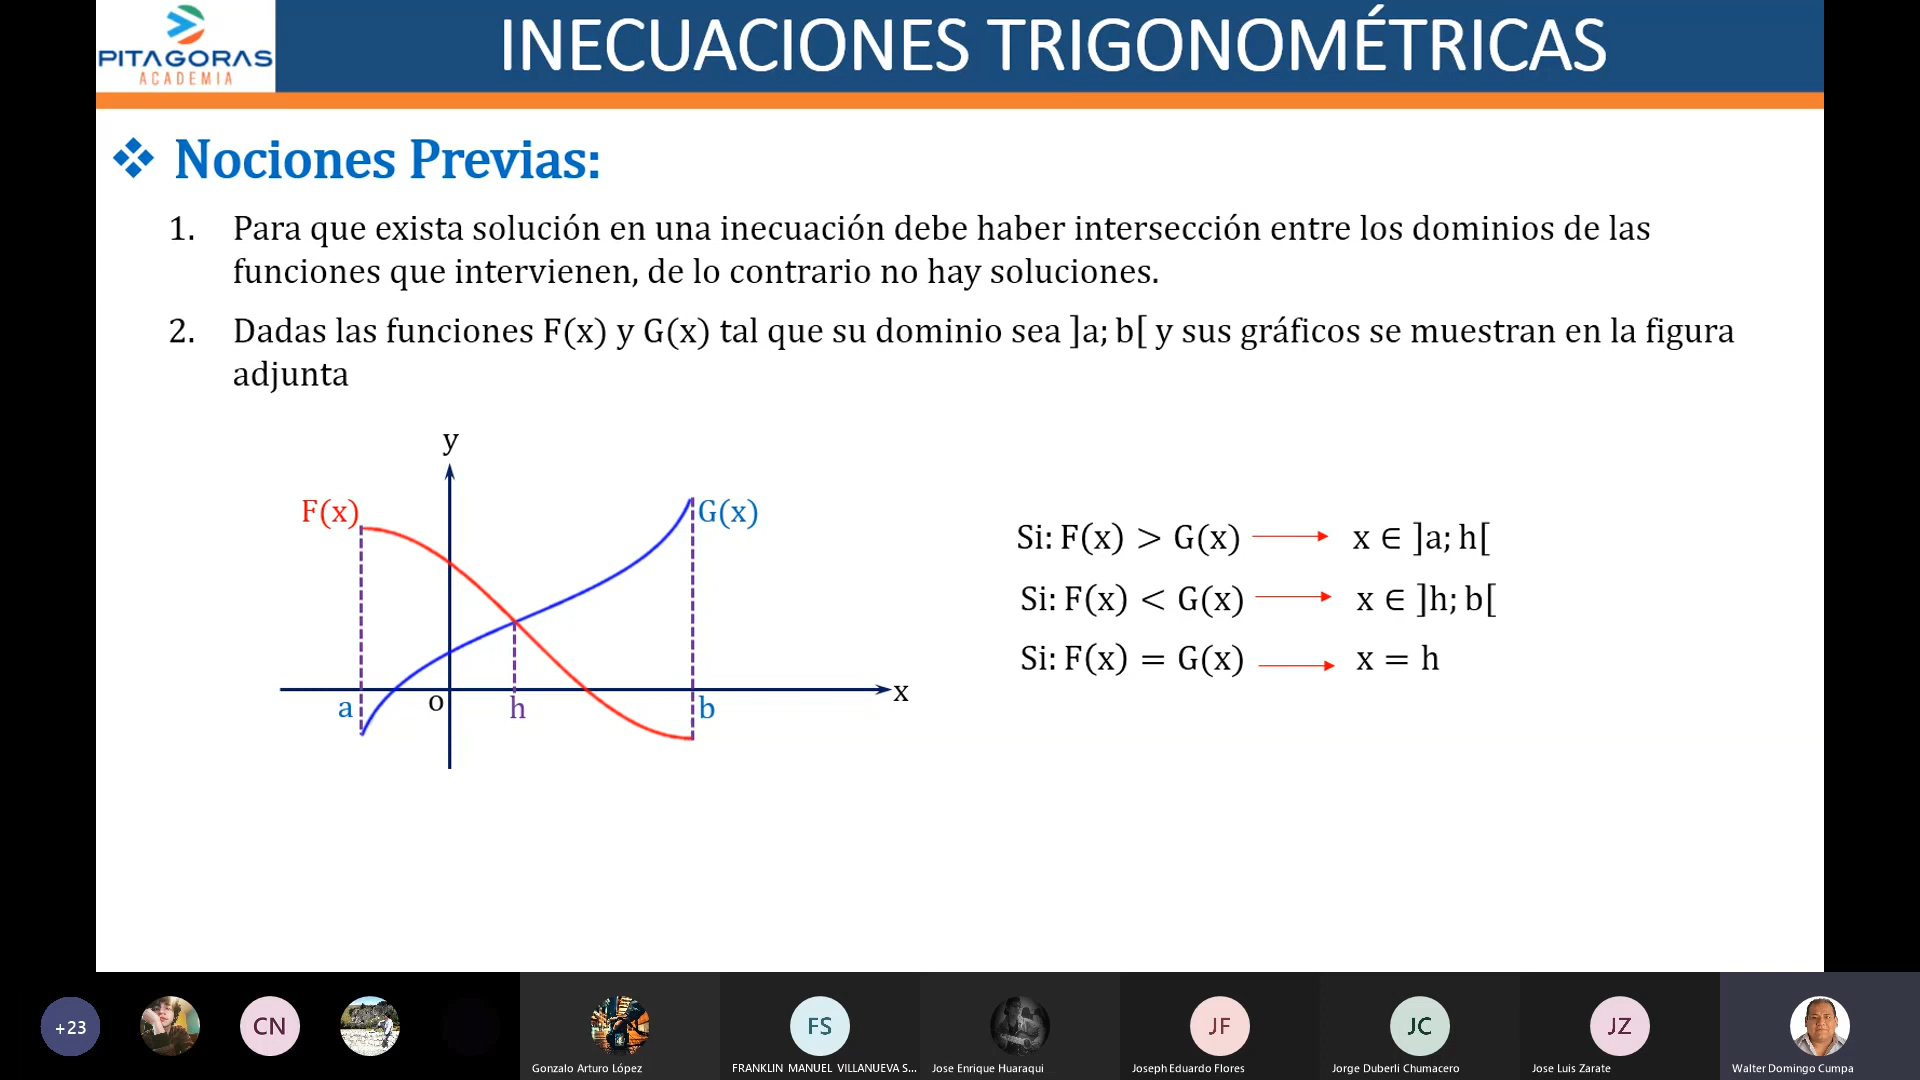 PITAGORAS
ACADEMIA
INECUACIONES TRIGONOMÉTRICAS
❖ Nociones Previas:
1. Para que exista solución en una inecuación debe haber intersección entre los dominios de las
funciones que intervienen, de lo contrario no hay soluciones.
2. Dadas las funciones F(x) y G(x) tal que su dominio sea ]a; b[ y sus gráficos se muestran en la figura
adjunta
y
F(x)
G(x)
x
a
o
h
b
Si: F(x) > G(x) → x ∈ ]a; h[
Si: F(x) < G(x) → x ∈ ]h; b[
Si: F(x) = G(x) → x = h
+23
CN
FS
JF
JC
JZ
Gonzalo Arturo López
FRANKLIN MANUEL VILLANUEVA S...
Jose Enrique Huaraqui
Joseph Eduardo Flores
Jorge Duberli Chumacero
Jose Luis Zarate
Walter Domingo Cumpa